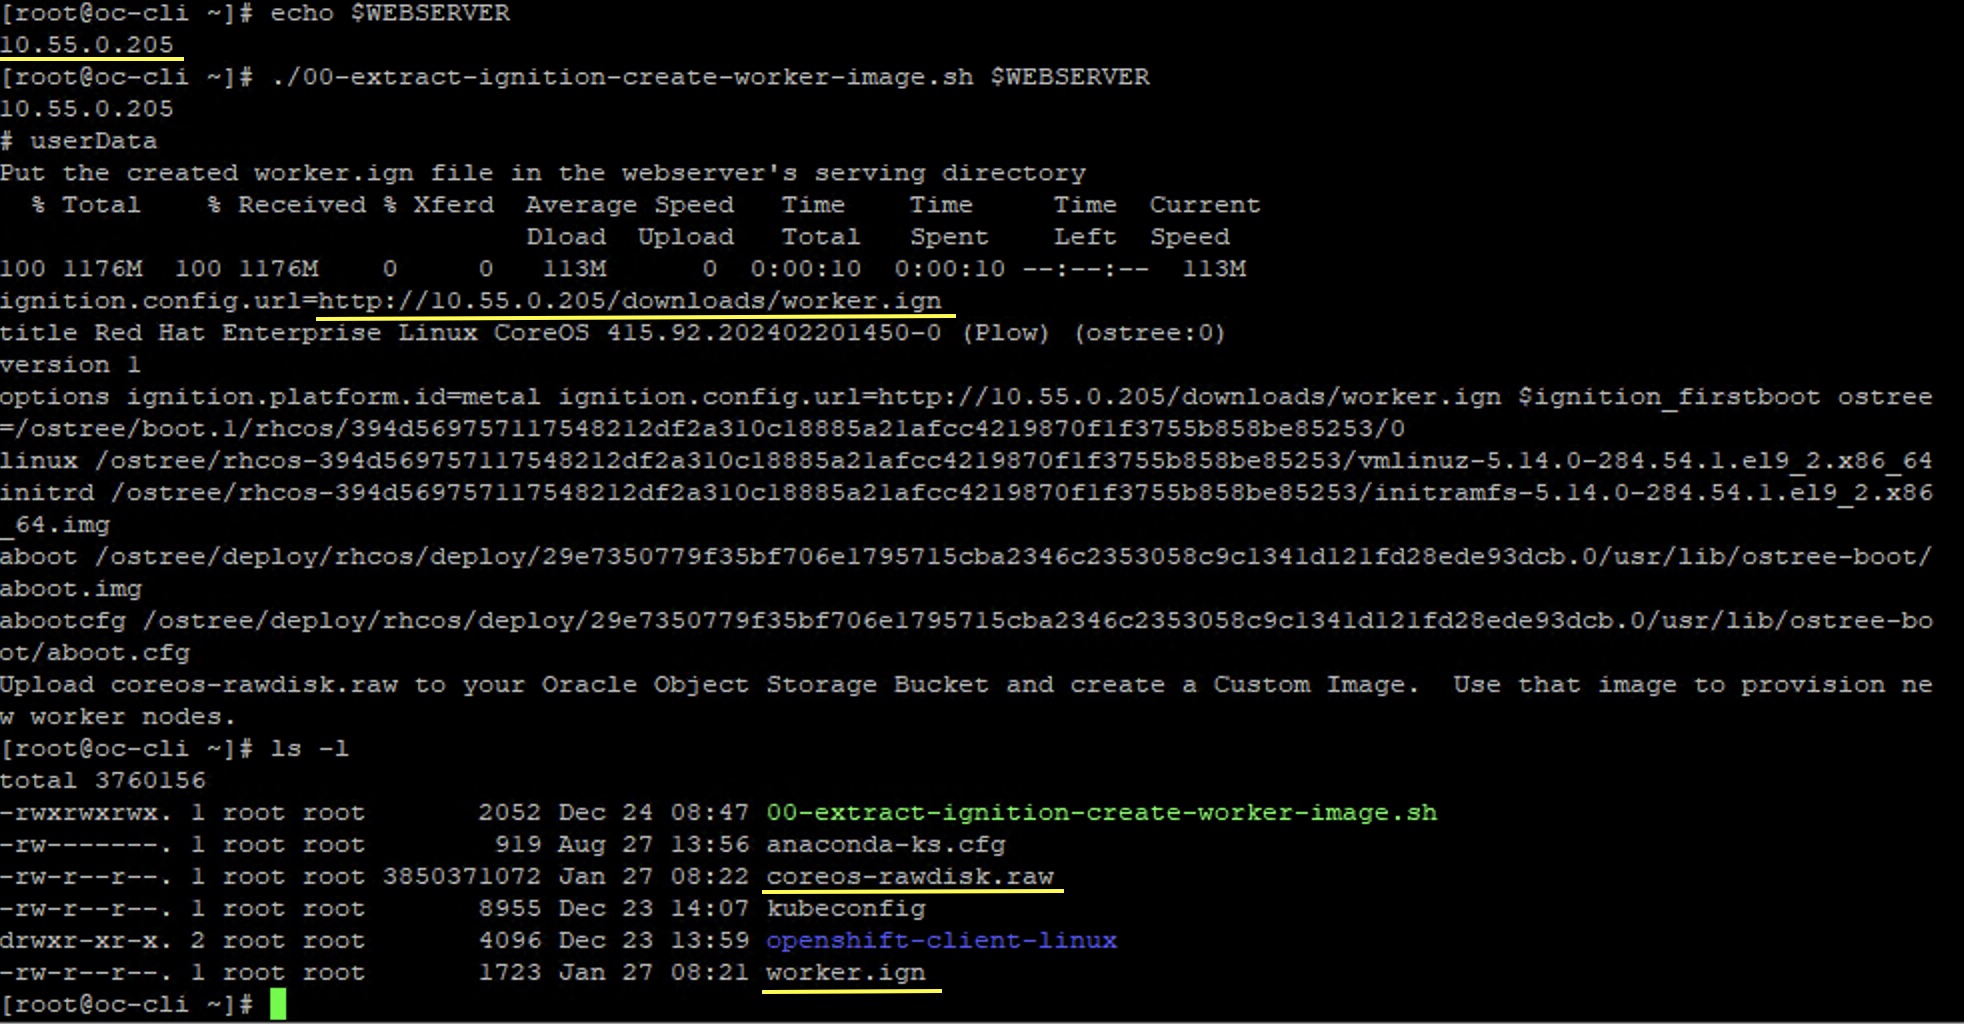 [root@oc-cli ~]# echo $WEBSERVER
10.55.0.205
[root@oc-cli ~]# ./00-extract-ignition-create-worker-image.sh $WEBSERVER
10.55.0.205
# userData
Put the created worker.ign file in the webserver's serving directory
  % Total    % Received % Xferd  Average Speed   Time    Time     Time  Current
                                 Dload  Upload   Total   Spent    Left  Speed
100 1176M  100 1176M    0     0   113M      0  0:00:10  0:00:10 --:--:--  113M
ignition.config.url=http://10.55.0.205/downloads/worker.ign
title Red Hat Enterprise Linux CoreOS 415.92.202402201450-0 (Plow) (ostree:0)
version 1
options ignition.platform.id=metal ignition.config.url=http://10.55.0.205/downloads/worker.ign $ignition_firstboot ostree
=/ostree/boot.1/rhcos/394d569757117548212df2a310c18885a21afcc4219870f1f3755b858be85253/0
linux /ostree/rhcos-394d569757117548212df2a310c18885a21afcc4219870f1f3755b858be85253/vmlinuz-5.14.0-284.54.1.el9_2.x86_64
initrd /ostree/rhcos-394d569757117548212df2a310c18885a21afcc4219870f1f3755b858be85253/initramfs-5.14.0-284.54.1.el9_2.x86
_64.img
aboot /ostree/deploy/rhcos/deploy/29e7350779f35bf706e1795715cba2346c2353058c9c1341d121fd28ede93dcb.0/usr/lib/ostree-boot/
aboot.img
abootcfg /ostree/deploy/rhcos/deploy/29e7350779f35bf706e1795715cba2346c2353058c9c1341d121fd28ede93dcb.0/usr/lib/ostree-bo
ot/aboot.cfg
Upload coreos-rawdisk.raw to your Oracle Object Storage Bucket and create a Custom Image.  Use that image to provision ne
w worker nodes.
[root@oc-cli ~]# ls -l
total 3760156
-rwxrwxrwx. 1 root root       2052 Dec 24 08:47 00-extract-ignition-create-worker-image.sh
-rw-------. 1 root root        919 Aug 27 13:56 anaconda-ks.cfg
-rw-r--r--. 1 root root 3850371072 Jan 27 08:22 coreos-rawdisk.raw
-rw-r--r--. 1 root root       8955 Dec 23 14:07 kubeconfig
drwxr-xr-x. 2 root root       4096 Dec 23 13:59 openshift-client-linux
-rw-r--r--. 1 root root       1723 Jan 27 08:21 worker.ign
[root@oc-cli ~]#